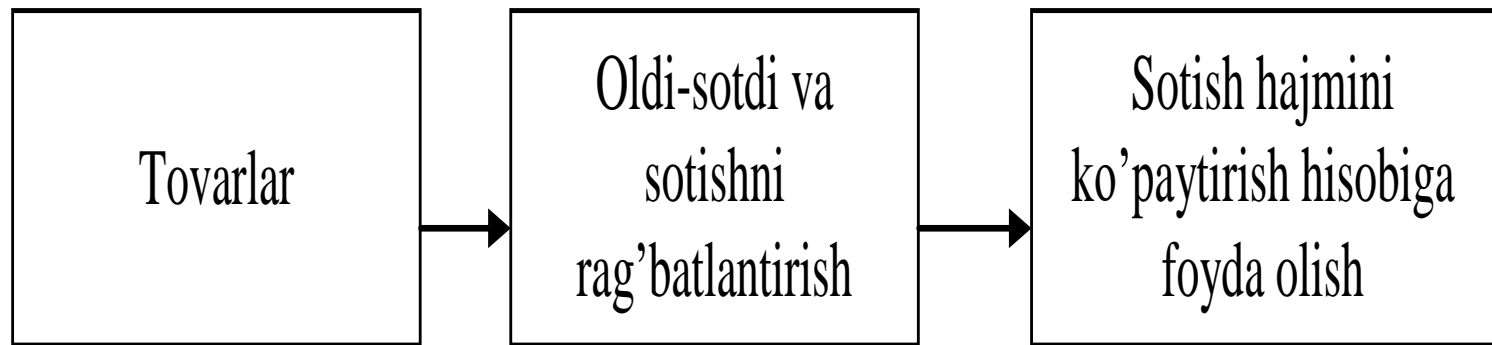 Tovarlar
Oldi-sotdi va
sotishni
rag’batlantirish
Sotish hajmini
ko’paytirish hisobiga
foyda olish